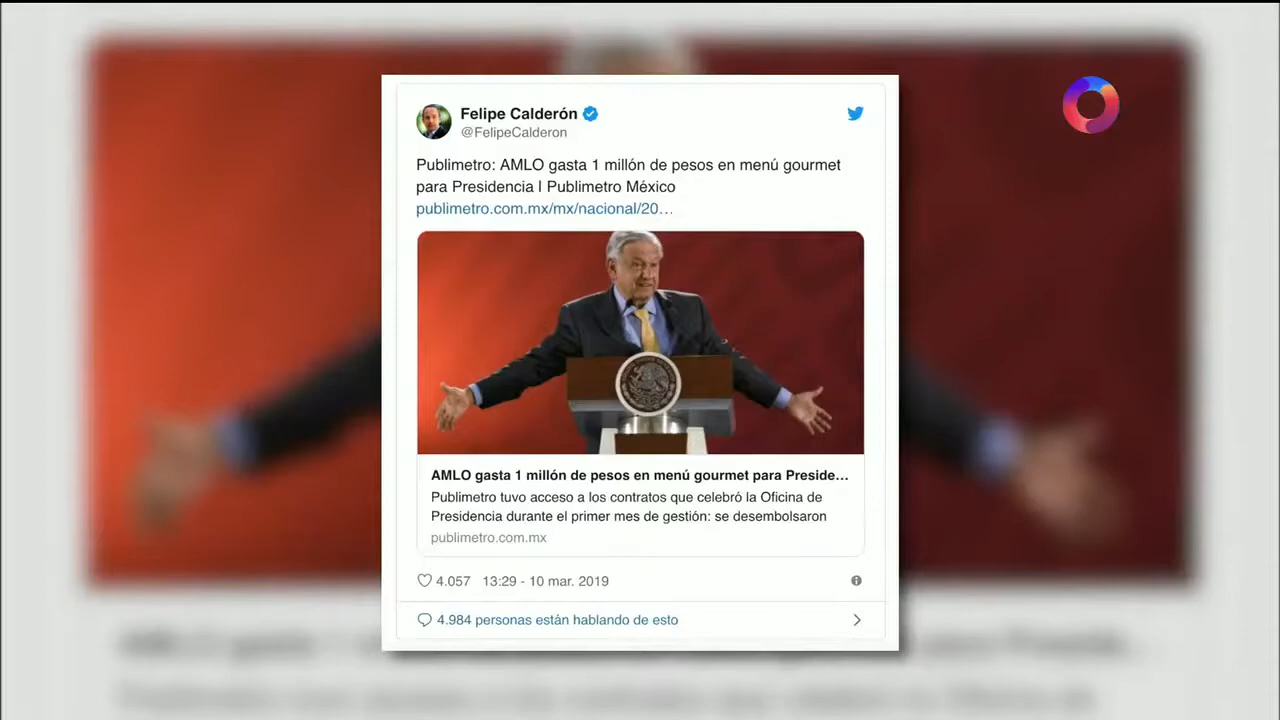 Felipe Calderón
@FelipeCalderon
Publimetro: AMLO gasta 1 millón de pesos en menú gourmet
para Presidencia | Publimetro México
publimetro.com.mx/mx/nacional/20…
AMLO gasta 1 millón de pesos en menú gourmet para Preside…
Publimetro tuvo acceso a los contratos que celebró la Oficina de
Presidencia durante el primer mes de gestión: se desembolsaron
publimetro.com.mx
4.057 13:29 - 10 mar. 2019
4.984 personas están hablando de esto